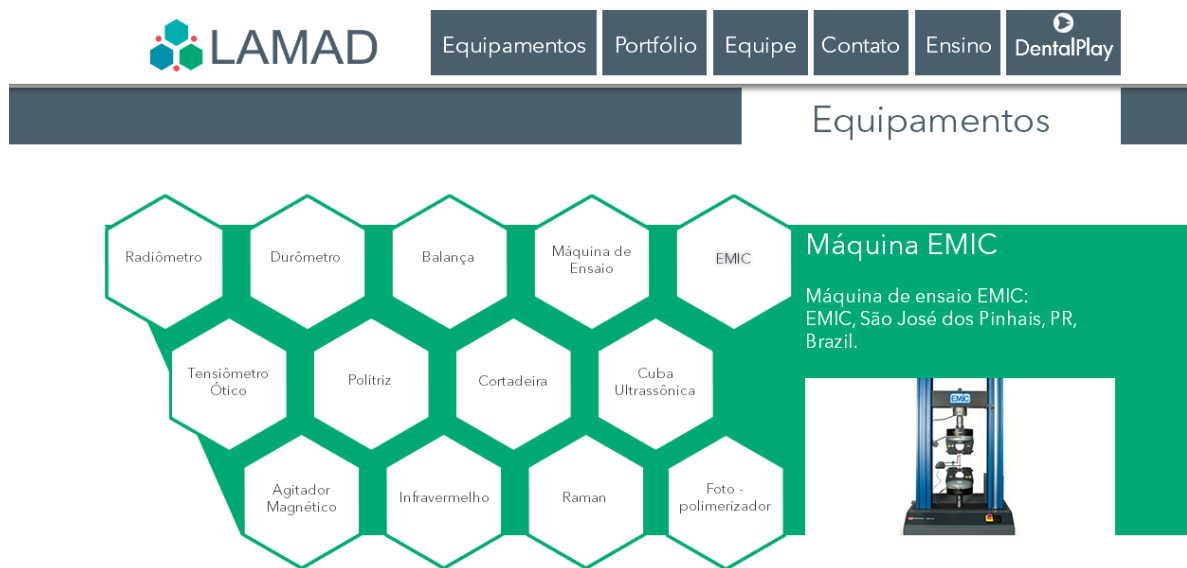 LAMAD
Equipamentos
Portfólio
Equipe
Contato
Ensino
DentalPlay
Equipamentos
Radiômetro
Durômetro
Balança
Máquina de
Ensaio
EMIC
Máquina EMIC
Máquina de ensaio EMIC:
EMIC, São José dos Pinhais, PR,
Brazil.
Tensiômetro
Ótico
Politriz
Cortadeira
Cuba
Ultrassônica
EMIC
Agitador
Magnético
Infravermelho
Raman
Foto -
polimerizador